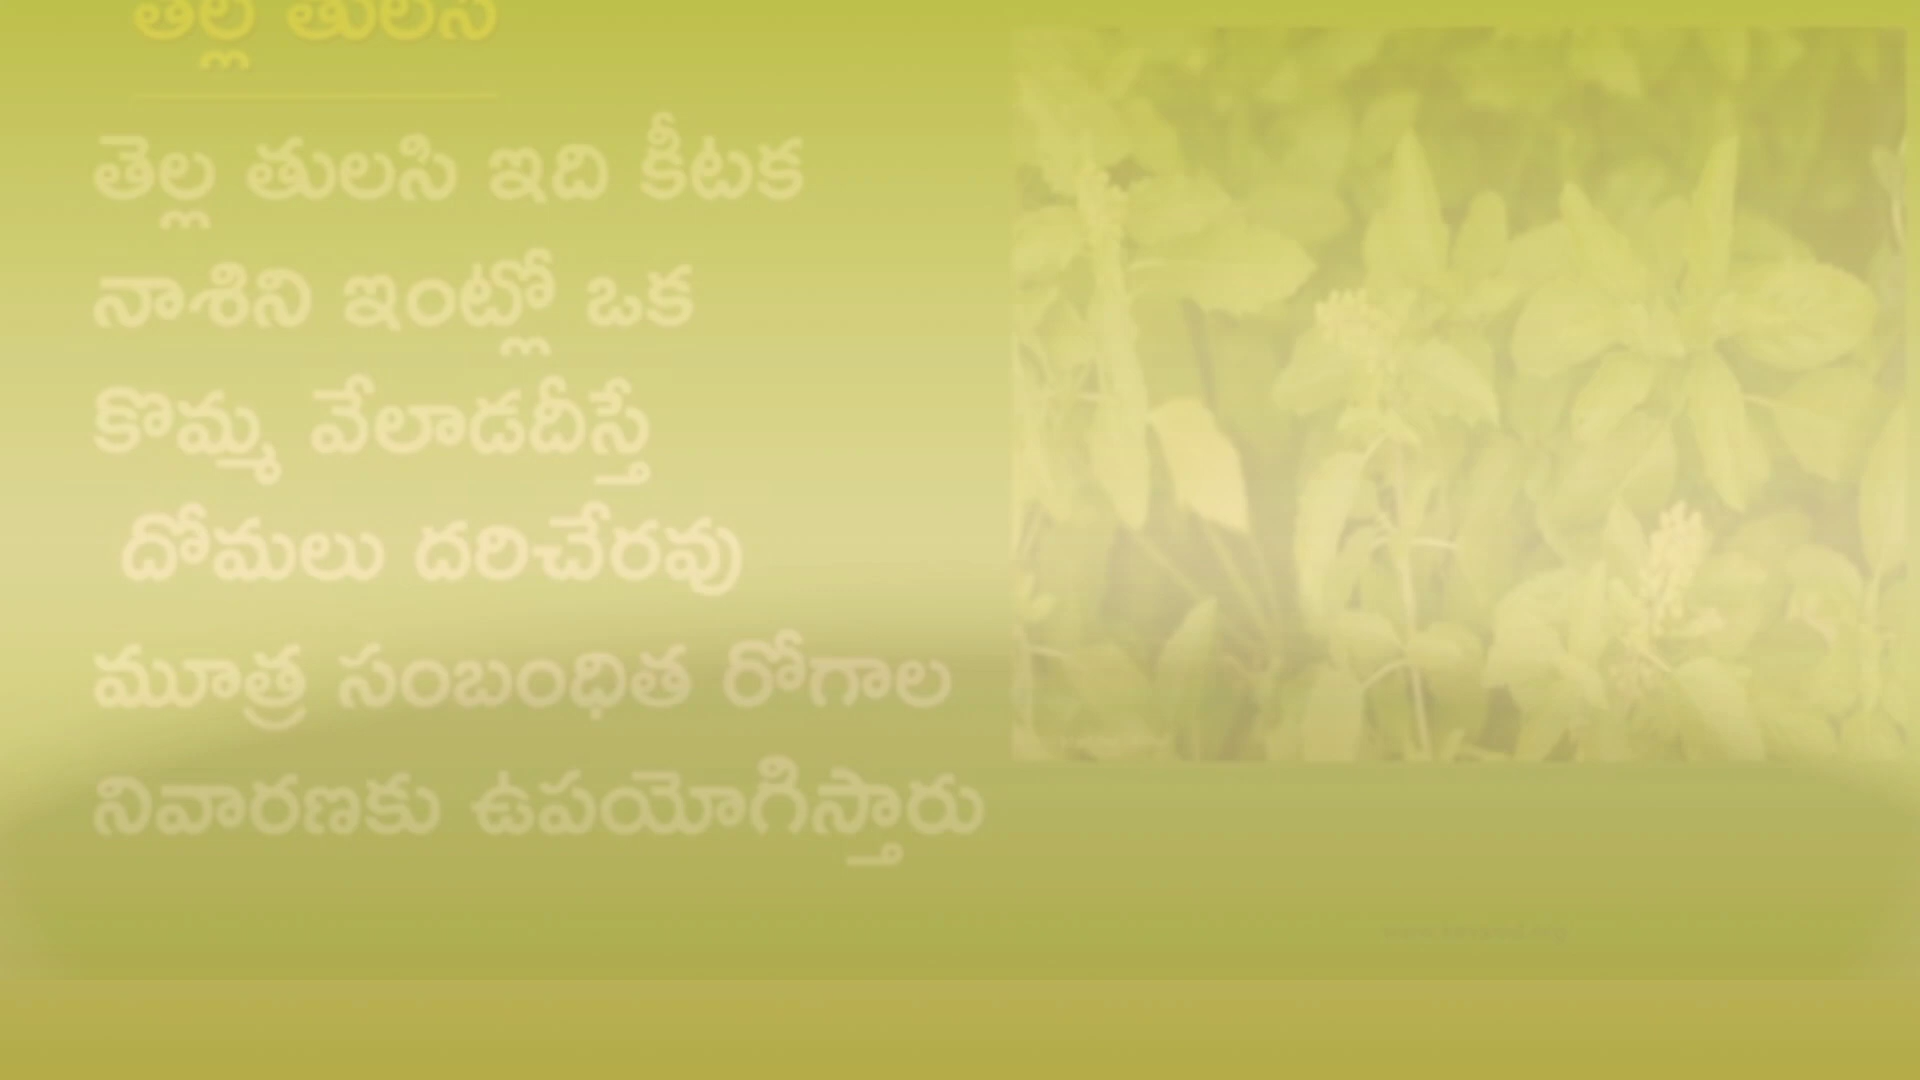 తెల్ల తులసి
తెల్ల తులసి ఇది కీటక
నాశిని ఇంట్లో ఒక
కొమ్మ వేలాడదీస్తే
దోమలు దరిచేరవు
మూత్ర సంబంధిత రోగాల
నివారణకు ఉపయోగిస్తారు